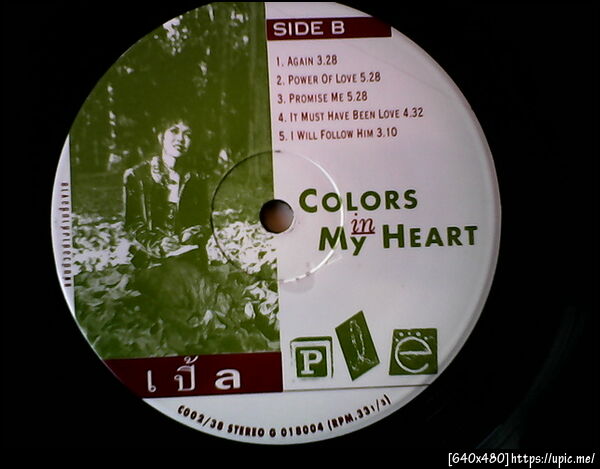 SIDE B
1. AGAIN 3.28
2. POWER OF LOVE 5.28
3. PROMISE ME 5.28
4. IT MUST HAVE BEEN LOVE 4.32
5. I WILL FOLLOW HIM 3.10
COLORS
in
MY HEART
P ë
เปิ้ล
C002/38 STEREO G 018004 (RPM.33 1/3)
[640x480]https://upic.me/